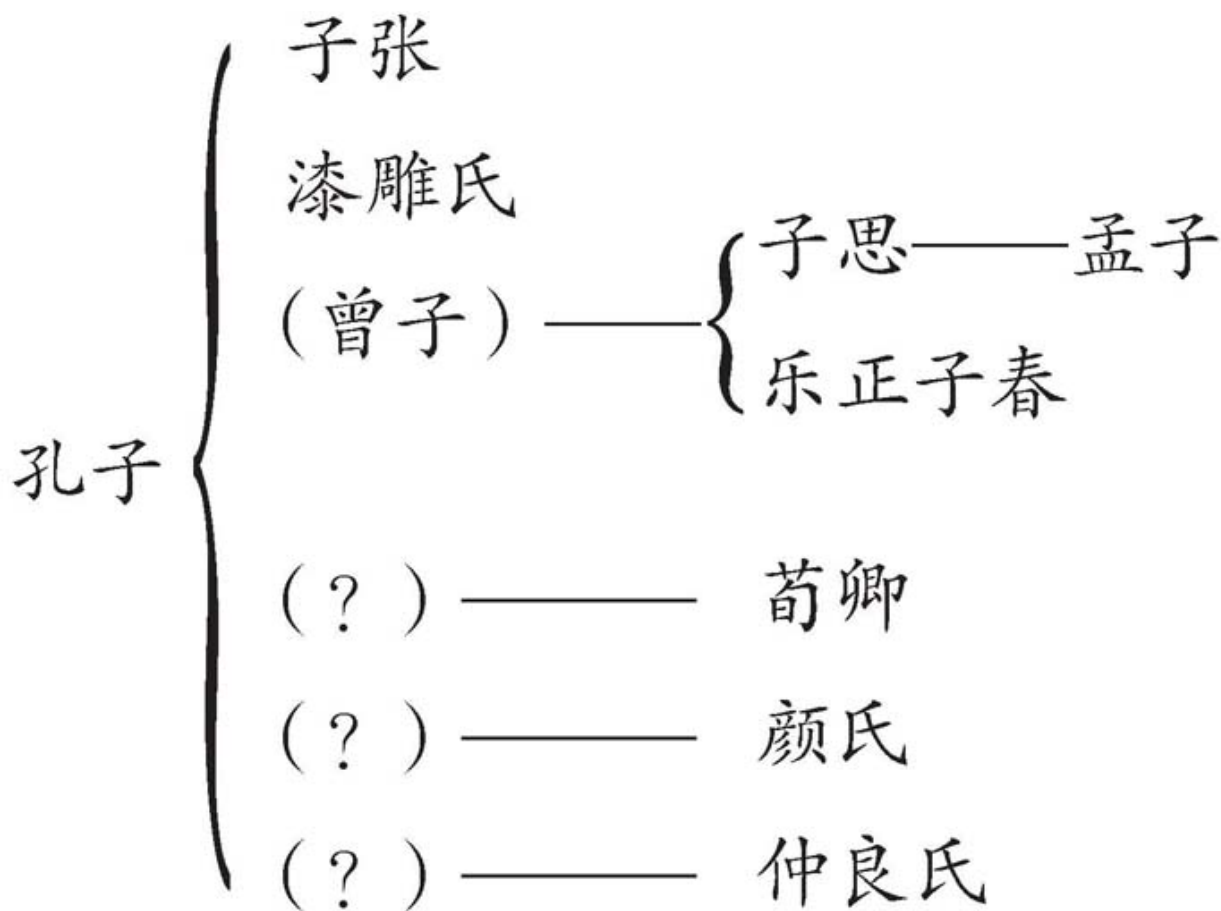 子张
漆雕氏
子思——孟子
(曾子)——
乐正子春
孔子
(?)——荀卿
(?)——颜氏
(?)——仲良氏